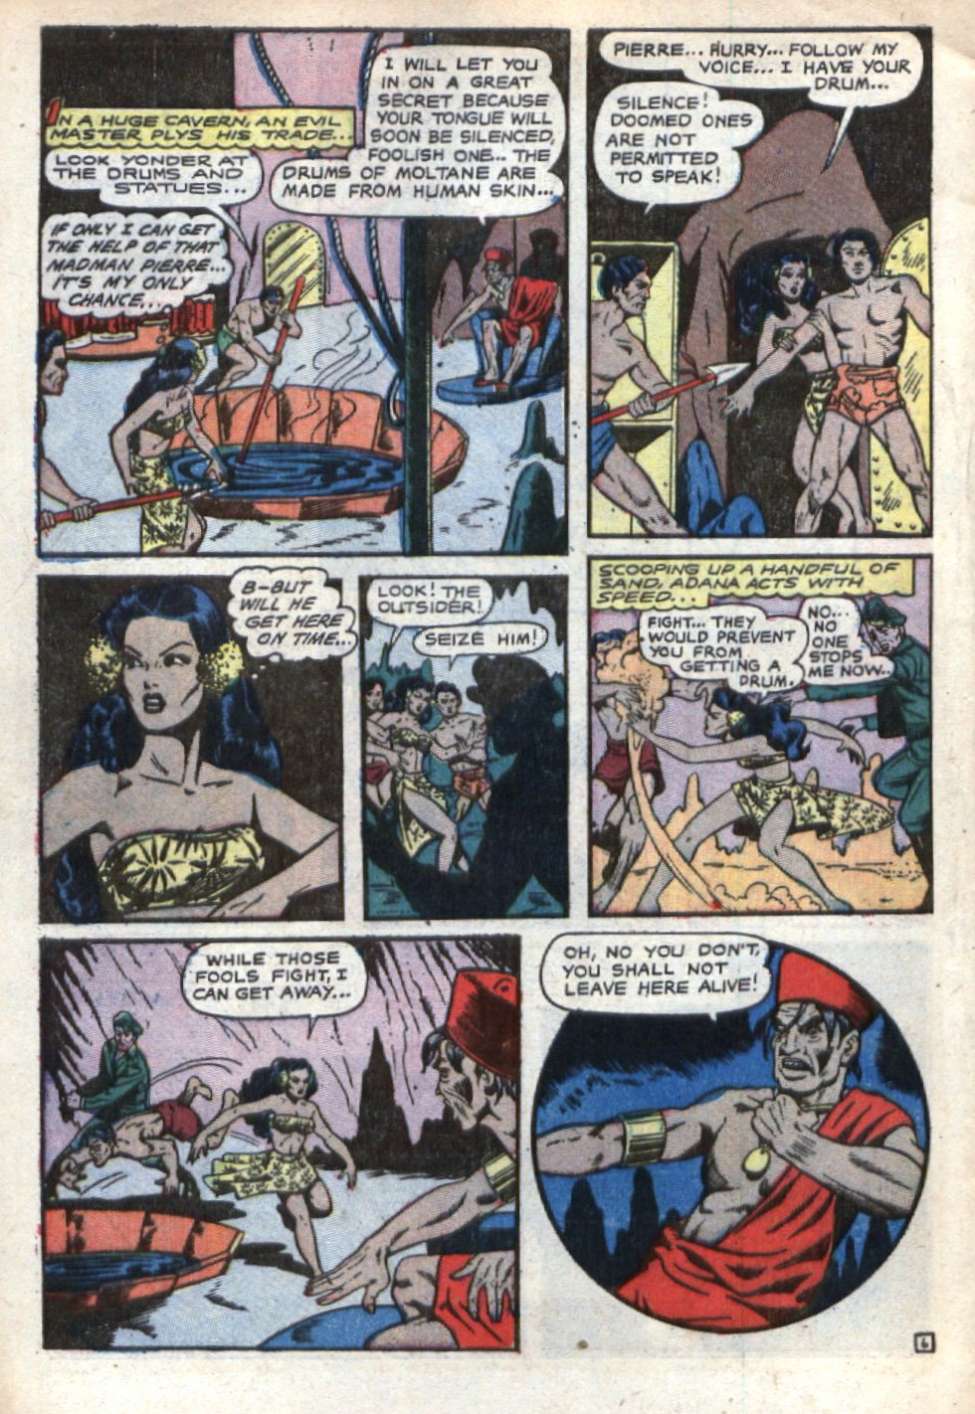 IN A HUGE CAVERN, AN EVIL
MASTER PLYS HIS TRADE...
LOOK YONDER AT
THE DRUMS AND
STATUES...
I WILL LET YOU
IN ON A GREAT
SECRET BECAUSE
YOUR TONGUE WILL
SOON BE SILENCED,
FOOLISH ONE... THE
DRUMS OF MOLTANE ARE
MADE FROM HUMAN SKIN...
IF ONLY I CAN GET
THE HELP OF THAT
MADMAN PIERRE...
IT'S MY ONLY
CHANCE...
PIERRE... HURRY... FOLLOW MY
VOICE... I HAVE YOUR
DRUM...
SILENCE!
DOOMED ONES
ARE NOT
PERMITTED
TO SPEAK!
B-BUT
WILL HE
GET HERE
ON TIME...
LOOK! THE
OUTSIDER!
SEIZE HIM!
SCOOPING UP A HANDFUL OF
SAND, ADANA ACTS WITH
SPEED...
FIGHT... THEY
WOULD PREVENT
YOU FROM
GETTING A
DRUM.
NO...
NO
ONE
STOPS
ME NOW..
WHILE THOSE
FOOLS FIGHT, I
CAN GET AWAY...
OH, NO YOU DON'T,
YOU SHALL NOT
LEAVE HERE ALIVE!
6